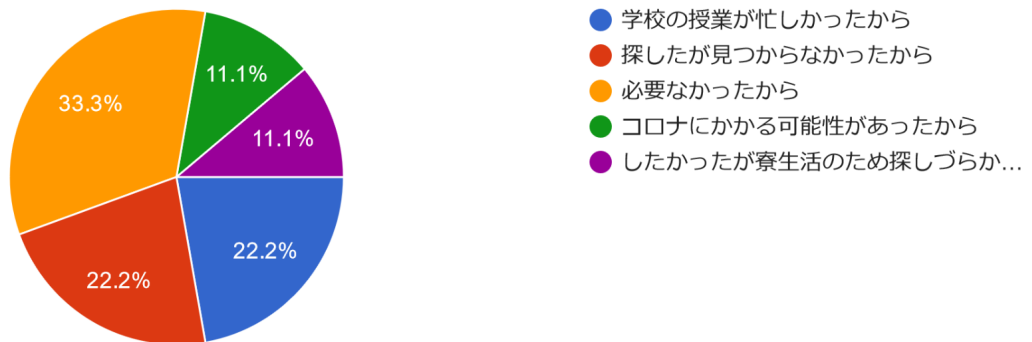 11.1%
33.3%
11.1%
22.2%
22.2%
学校の授業が忙しかったから
探したが見つからなかったから
必要なかったから
コロナにかかる可能性があったから
したかったが寮生活のため探しづらか…